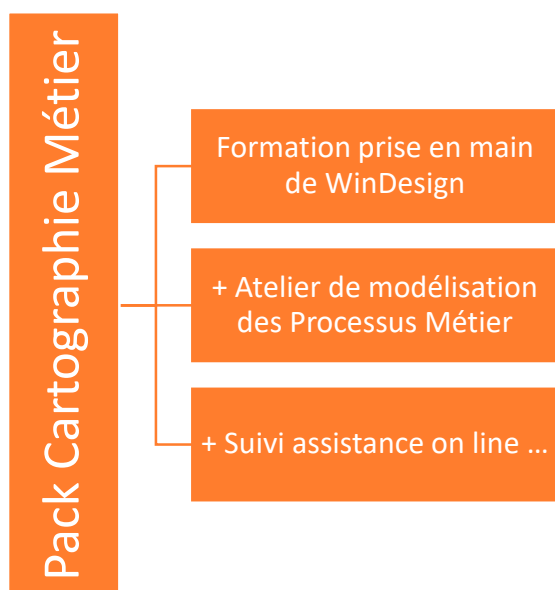 Pack Cartographie Métier
Formation prise en main
de WinDesign
+ Atelier de modélisation
des Processus Métier
+ Suivi assistance on line ...